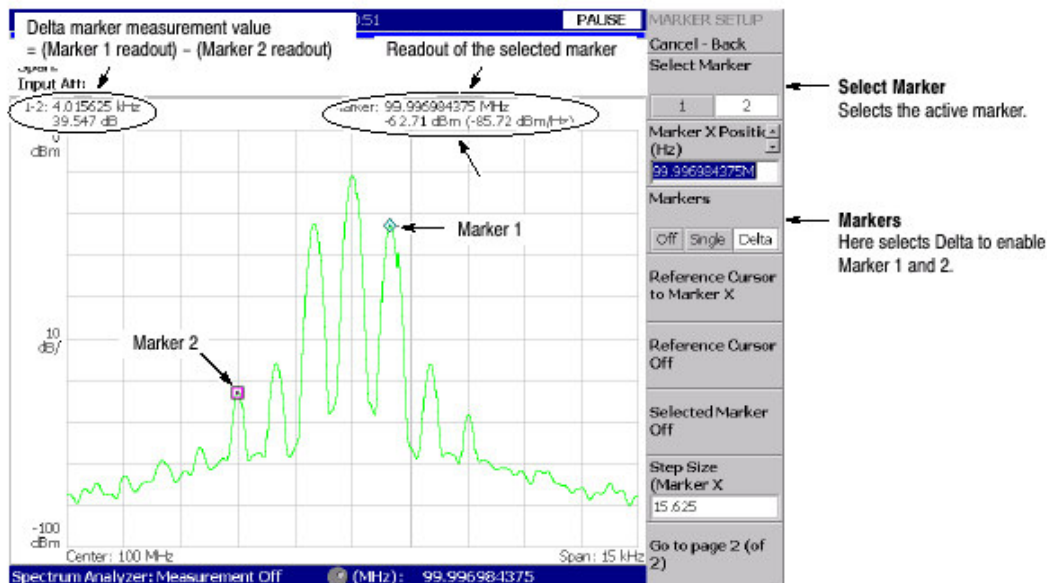 Delta marker measurement value
= (Marker 1 readout) – (Marker 2 readout)
:51
PAUSE
Readout of the selected marker
Input Att:
1-2: 4.015625 kHz
39.547 dB
99.996984375 MHz
-62.71 dBm (-85.72 dBm/Hz)
0
dBm
Marker 1
10
dB/
Marker 2
-100
dBm
Center: 100 MHz
Span: 15 kHz
Spectrum Analyzer: Measurement Off
(MHz): 99.996984375
MARKER SETUP
Cancel - Back
Select Marker
1 2
Marker X Positic
(Hz)
99.996984375M
Markers
Off Single Delta
Reference Cursor
to Marker X
Reference Cursor
Off
Selected Marker
Off
Step Size
(Marker X
15.625
Go to page 2 (of
2)
Select Marker
Selects the active marker.
Markers
Here selects Delta to enable
Marker 1 and 2.